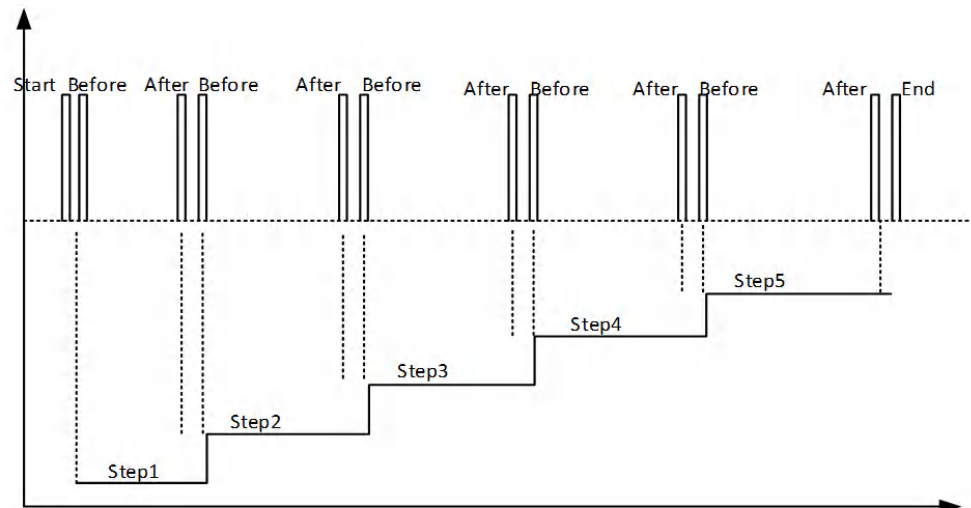 Start Before After Before After Before After Before After Before After End
Step5
Step4
Step3
Step2
Step1